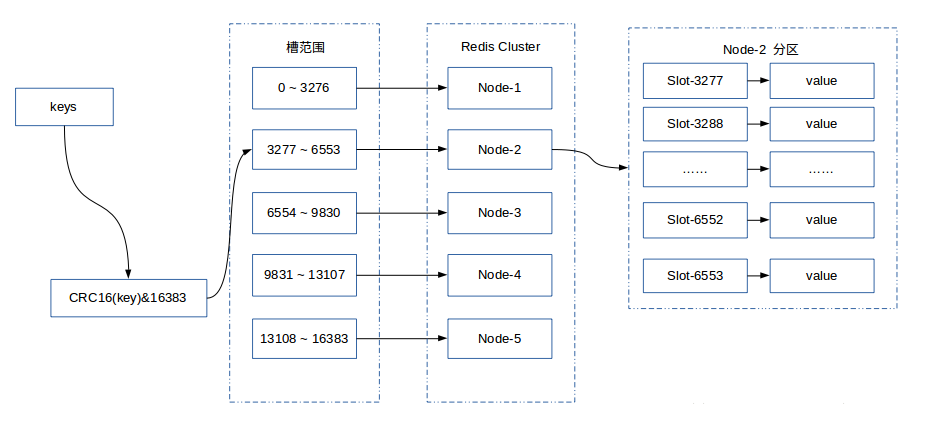 keys
CRC16(key)&16383
槽范围
0 ~ 3276
3277 ~ 6553
6554 ~ 9830
9831 ~ 13107
13108 ~ 16383
Redis Cluster
Node-1
Node-2
Node-3
Node-4
Node-5
Node-2 分区
Slot-3277 value
Slot-3288 value
...... ......
Slot-6552 value
Slot-6553 value